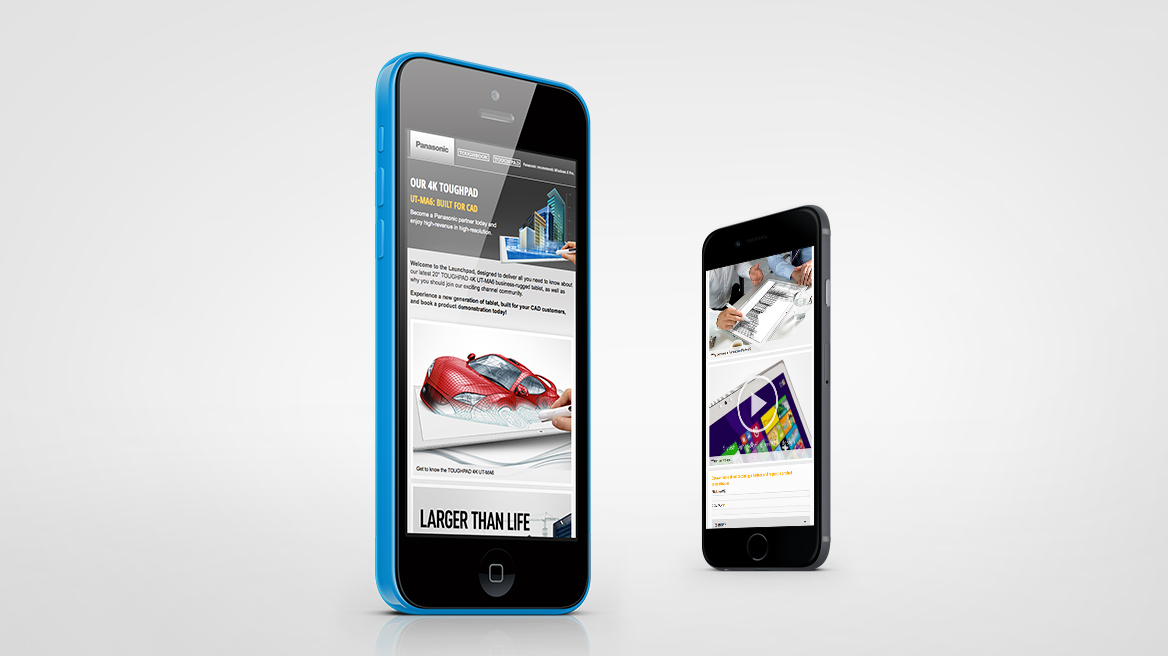 Panasonic
TOUGHBOOK
TOUGHPAD
Panasonic recommends Windows 8 Pro.
OUR 4K TOUGHPAD
UT-MA6: BUILT FOR CAD
Become a Panasonic partner today and
enjoy high-revenue in high-resolution.
Welcome to the Launchpad, designed to deliver all you need to know about
our latest 20" TOUGHPAD 4K UT-MA6 business-rugged tablet, as well as
why you should join our exciting channel community.
Experience a new generation of tablet, built for your CAD customers,
and book a product demonstration today!
Get to know the TOUGHPAD 4K UT-MA6
LARGER THAN LIFE